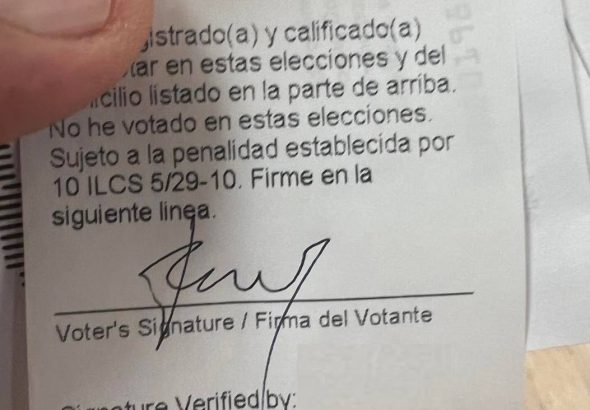 y calificado(a)
en estas elecciones y del
listado en la parte de arriba.
No he votado en estas elecciones.
Sujeto a la penalidad establecida por
10 ILCS 5/29-10. Firme en la
siguiente linea.
Voter's Signature / Firma del Votante
Verified by: